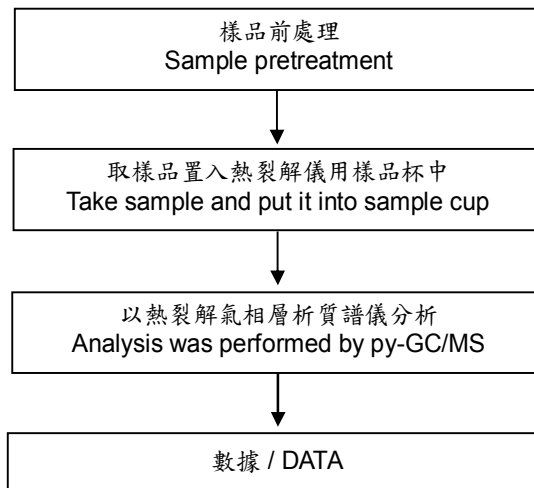 樣品前處理
Sample pretreatment
取樣品置入熱裂解儀用樣品杯中
Take sample and put it into sample cup
以熱裂解氣相層析質譜儀分析
Analysis was performed by py-GC/MS
數據 / DATA